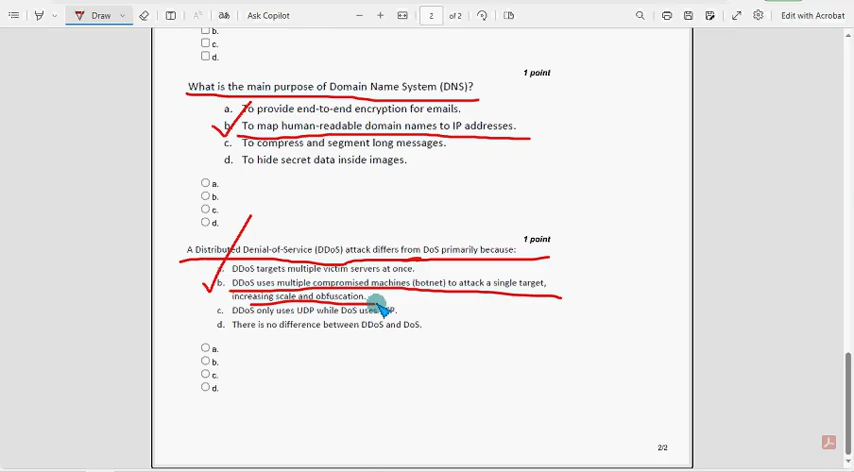 Draw
Ask Copilot
2
of 2
Edit with Acrobat
b.
c.
d.
1 point
What is the main purpose of Domain Name System (DNS)?
a. To provide end-to-end encryption for emails.
b. To map human-readable domain names to IP addresses.
c. To compress and segment long messages.
d. To hide secret data inside images.
a.
b.
c.
d.
1 point
A Distributed Denial-of-Service (DDoS) attack differs from DoS primarily because:
a. DDoS targets multiple victim servers at once.
b. DDoS uses multiple compromised machines (botnet) to attack a single target,
increasing scale and obfuscation.
c. DDoS only uses UDP while DoS uses
d. There is no difference between DDoS and DoS.
a.
b.
c.
d.
2/2